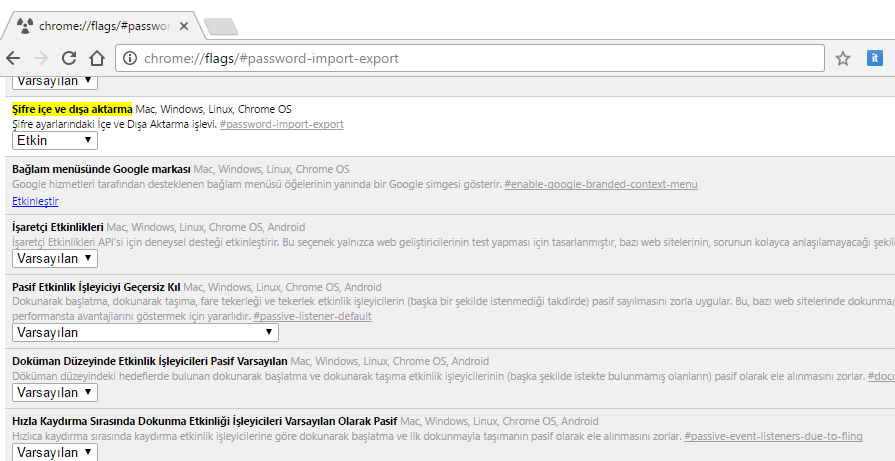 chrome://flags/#passwor
chrome://flags/#password-import-export
Varsayılan
Şifre içe ve dışa aktarma Mac, Windows, Linux, Chrome OS
Şifre ayarlarındaki İçe ve Dışa Aktarma işlevi. #password-import-export
Etkin
Bağlam menüsünde Google markası Mac, Windows, Linux, Chrome OS
Google hizmetleri tarafından desteklenen bağlam menüsü öğelerinin yanında bir Google simgesi gösterir. #enable-google-branded-context-menu
Etkinleştir
İşaretçi Etkinlikleri Mac, Windows, Linux, Chrome OS, Android
İşaretçi Etkinlikleri API'si için deneysel desteği etkinleştirir. Bu seçenek yalnızca web geliştiricilerinin test yapması için tasarlanmıştır, bazı web sitelerinin, sorunun kolayca anlaşılamayacağı şekil
Varsayılan
Pasif Etkinlik İşleyiciyi Geçersiz Kıl Mac, Windows, Linux, Chrome OS, Android
Dokunarak başlatma, dokunarak taşıma, fare tekerleği ve tekerlek etkinlik işleyicilerin (başka bir şekilde istenmediği takdirde) pasif sayılmasını zorla uygular. Bu, bazı web sitelerinde dokunma/
performansta avantajlarını göstermek için yararlıdır. #passive-listener-default
Varsayılan
Doküman Düzeyinde Etkinlik İşleyicileri Pasif Varsayılan Mac, Windows, Linux, Chrome OS, Android
Döküman düzeyindeki hedeflerde bulunan dokunarak başlatma ve dokunarak taşıma etkinlik işleyicilerinin (başka şekilde istekte bulunmamış olanların) pasif olarak ele alınmasını zorlar. #docu
Varsayılan
Hızla Kaydırma Sırasında Dokunma Etkinliği İşleyicileri Varsayılan Olarak Pasif Mac, Windows, Linux, Chrome OS, Android
Hızlıca kaydırma sırasında kaydırma etkinlik işleyicilerine göre dokunarak başlatma ve ilk dokunmayla taşımanın pasif olarak ele alınmasını zorlar. #passive-event-listeners-due-to-fling
Varsayılan